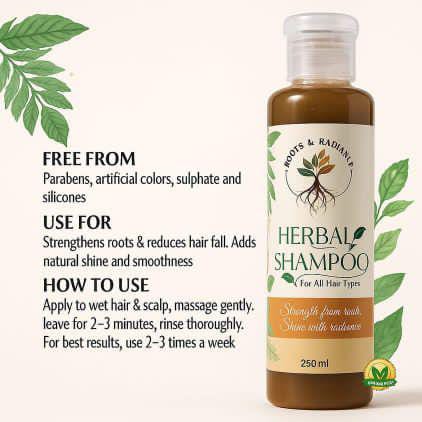 FREE FROM
Parabens, artificial colors, sulphate and
silicones
USE FOR
Strengthens roots & reduces hair fall. Adds
natural shine and smoothness
HOW TO USE
Apply to wet hair & scalp, massage gently.
leave for 2–3 minutes, rinse thoroughly.
For best results, use 2–3 times a week
ROOTS & RADIANCE
HERBAL
SHAMPOO
For All Hair Types
Strength from roots,
Shine with radiance
250 ml